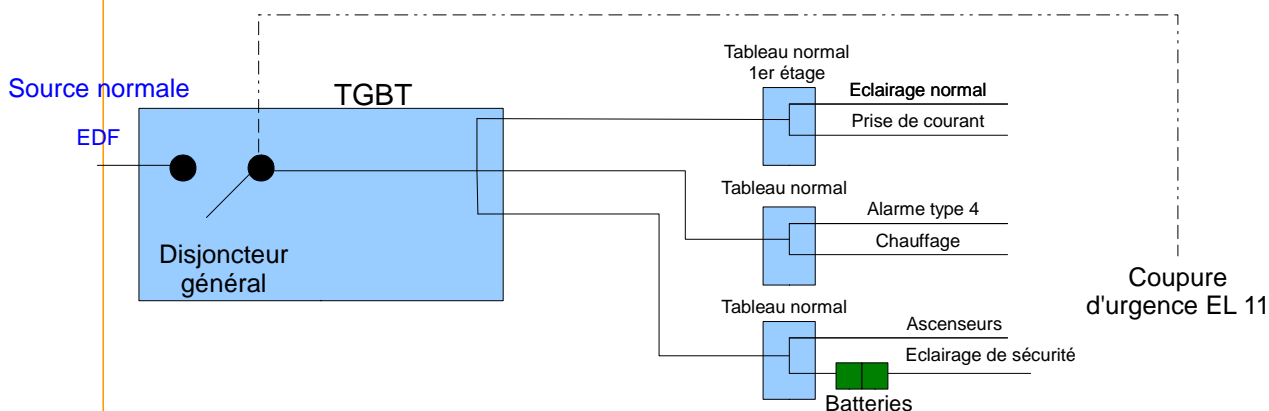 Source normale
EDF
TGBT
Disjoncteur
général
Tableau normal
1er étage
Eclairage normal
Prise de courant
Tableau normal
Alarme type 4
Chauffage
Tableau normal
Ascenseurs
Eclairage de sécurité
Batteries
Coupure
d'urgence EL 11